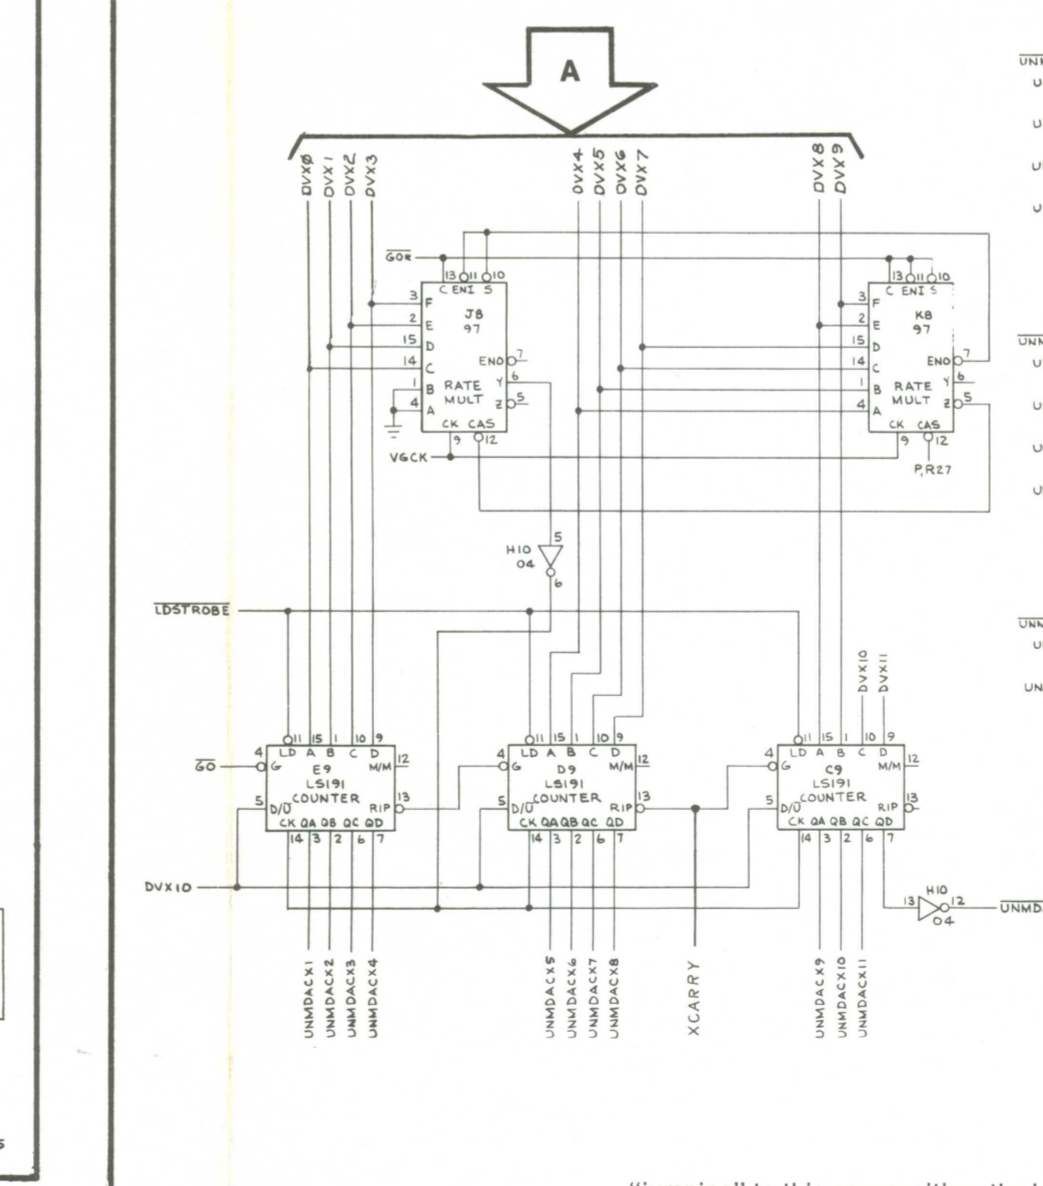 A
DVXØ DVX1 DVX2 DVX3 DVX4 DVX5 DVX6 DVX7 DVX8 DVX9
GOR
13 11 10
C ENI S
3 F
2 E
15 D
14 C
1 B
4 A
J8
97
ENO 7
Y 6
Z 5
RATE
MULT
CK CAS
9 12
VGCK
13 11 10
C ENI S
3 F
2 E
15 D
14 C
1 B
4 A
K8
97
ENO 7
Y 6
Z 5
RATE
MULT
CK CAS
9 12
P,R27
H10
04
5
6
LDSTROBE
DVX10 DVX11
11 15 1 10 9
LD A B C D
4 G
E9
LS191
COUNTER
M/M 12
5 D/U
RIP 13
CK QA QB QC QD
14 3 2 6 7
GO
11 15 1 10 9
LD A B C D
4 G
D9
LS191
COUNTER
M/M 12
5 D/U
RIP 13
CK QA QB QC QD
14 3 2 6 7
11 15 1 10 9
LD A B C D
4 G
C9
LS191
COUNTER
M/M 12
5 D/U
RIP 13
CK QA QB QC QD
14 3 2 6 7
DVX10
H10
13 12
04
UNMD
UNMDACX1 UNMDACX2 UNMDACX3 UNMDACX4 UNMDACX5 UNMDACX6 UNMDACX7 UNMDACX8 XCARRY UNMDACX9 UNMDACX10 UNMDACX11